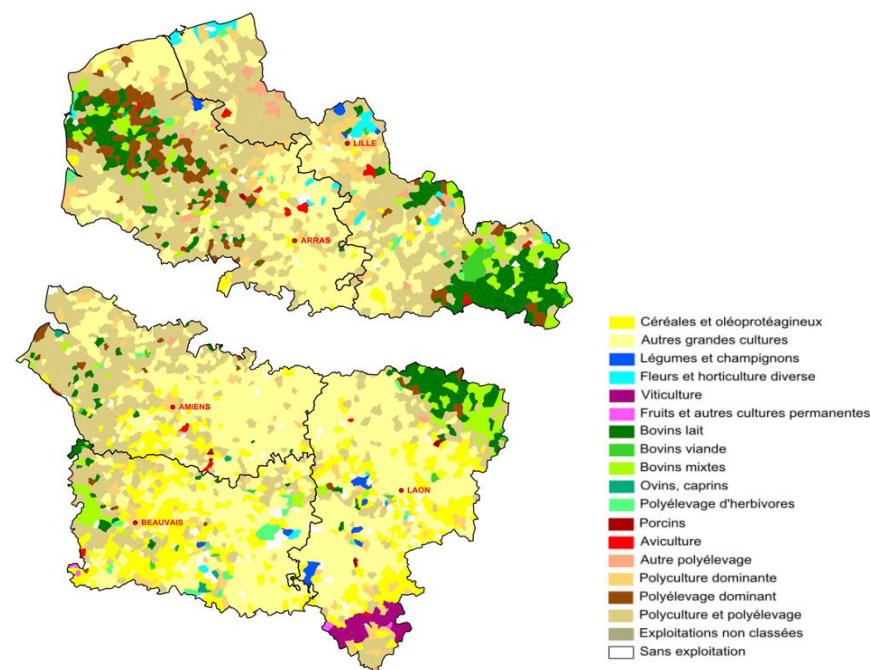 LILLE
ARRAS
AMIENS
LAON
BEAUVAIS
Céréales et oléoprotéagineux
Autres grandes cultures
Légumes et champignons
Fleurs et horticulture diverse
Viticulture
Fruits et autres cultures permanentes
Bovins lait
Bovins viande
Bovins mixtes
Ovins, caprins
Polyélevage d'herbivores
Porcins
Aviculture
Autre polyélevage
Polyculture dominante
Polyélevage dominant
Polyculture et polyélevage
Exploitations non classées
Sans exploitation